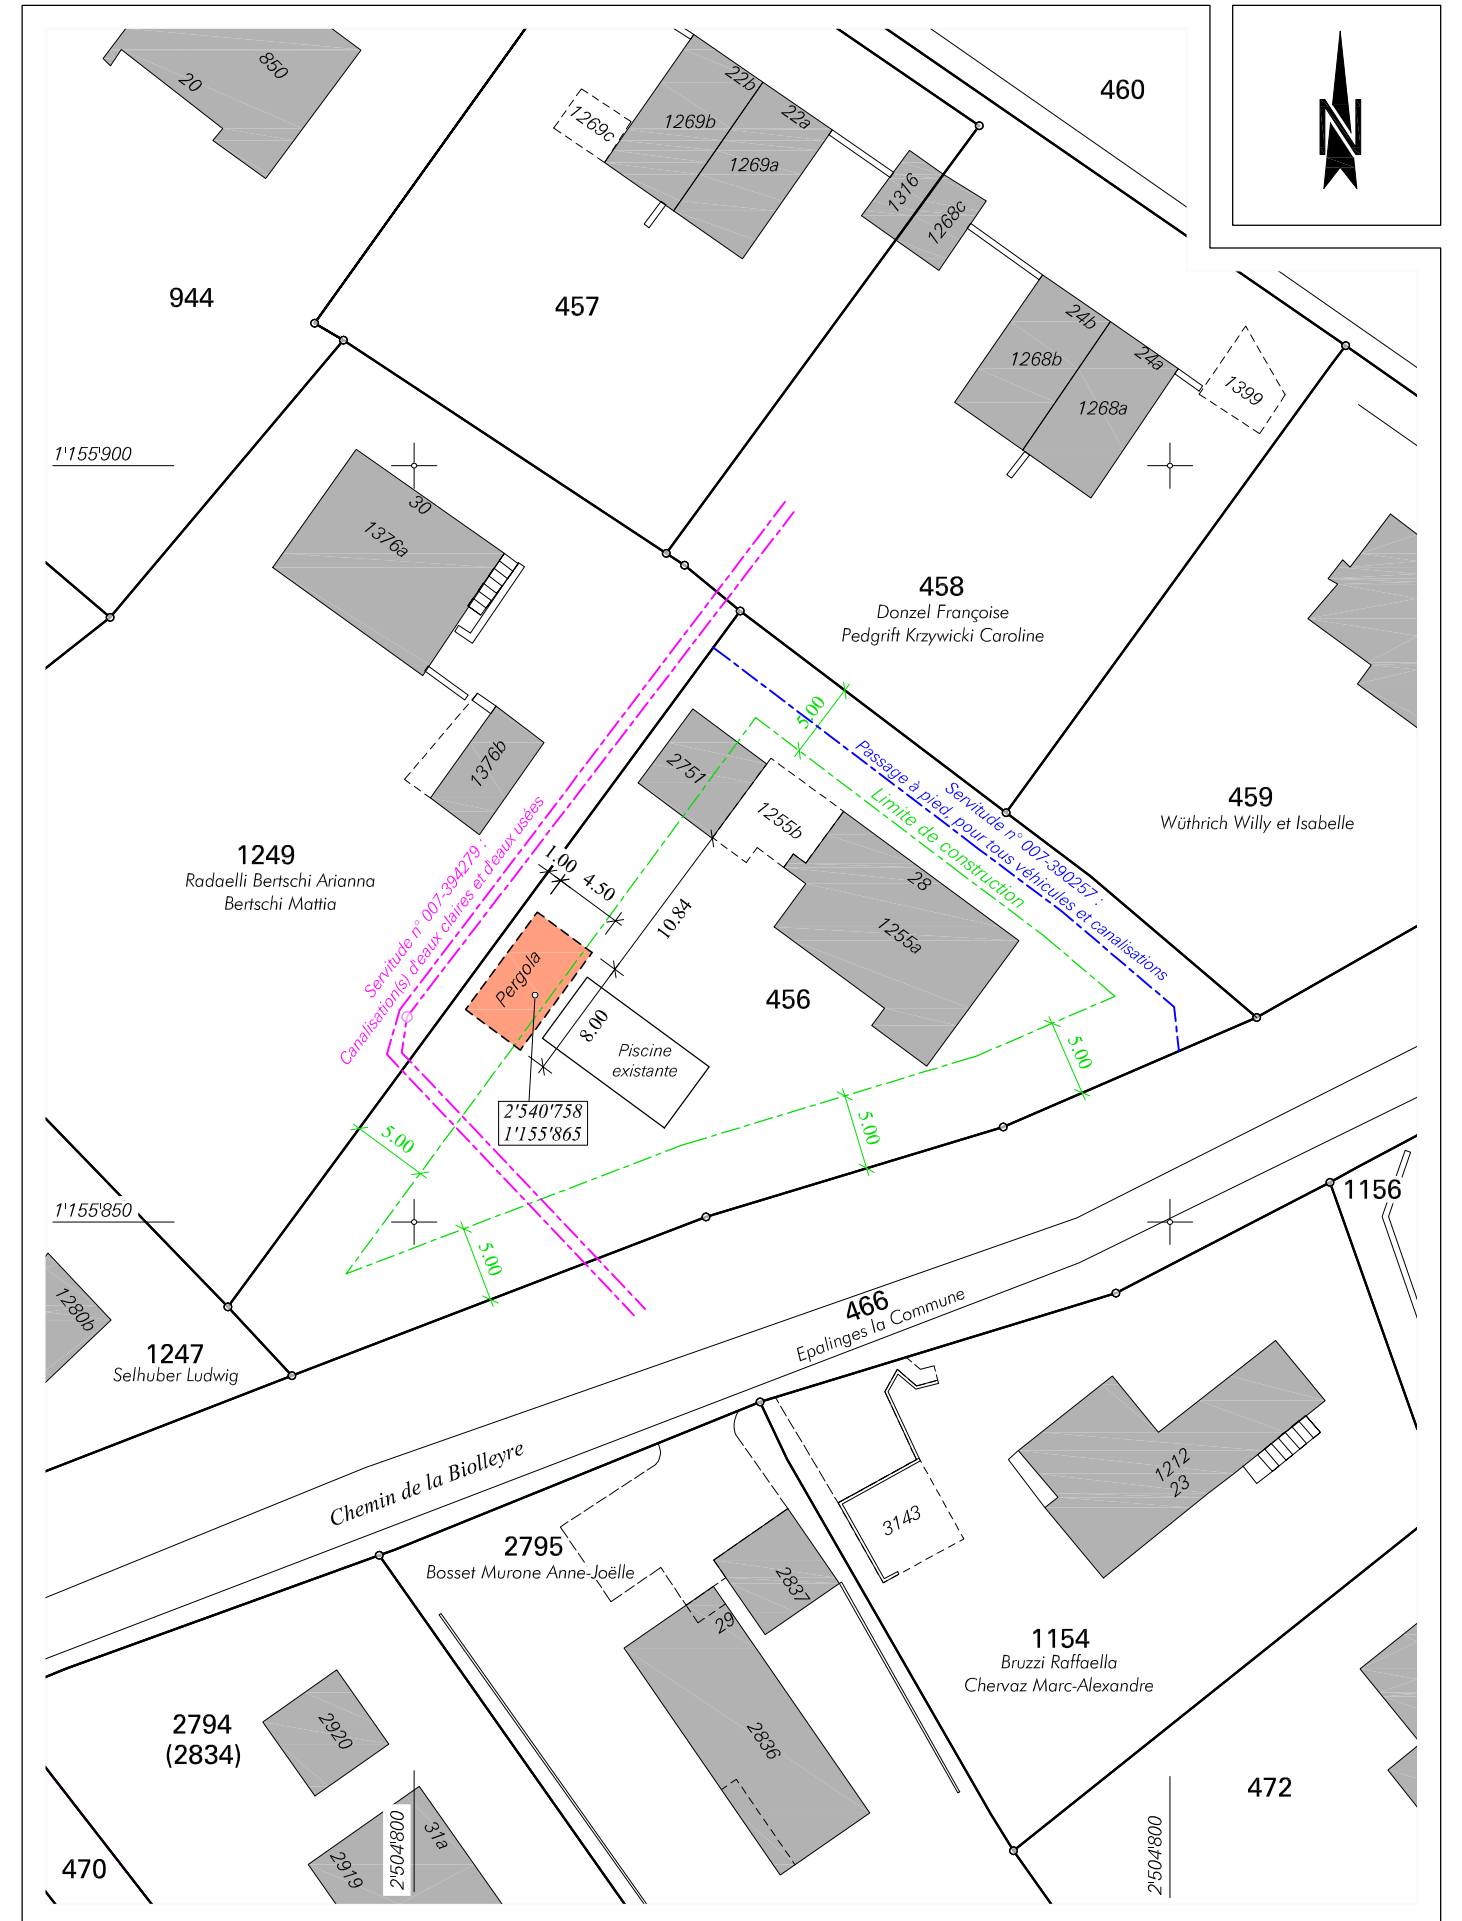 850
20
22b
1269b
22a
1269c
1269a
460
N
1316
1268c
944
457
24b
1268b
24a
1268a
1399
1'155'900
30
1376a
458
Donzel Françoise
Pedgrift Krzywicki Caroline
5.00
1376b
2751
1255b
Servitude n° 007-390257 :
Passage à pied, pour tous véhicules et canalisations
Limite de construction
459
Wüthrich Willy et Isabelle
1249
Radaelli Bertschi Arianna
Bertschi Mattia
Servitude n° 007-394279 :
Canalisation(s) d'eaux claires et d'eaux usées
1.00
4.50
10.84
28
1255a
Pergola
456
8.00
Piscine
existante
2'540'758
1'155'865
5.00
5.00
5.00
5.00
1'155'850
1156
1280b
1247
Selhuber Ludwig
466
Epalinges la Commune
Chemin de la Biolleyre
1212
23
3143
2795
Bosset Murone Anne-Joëlle
2837
29
1154
Bruzzi Raffaella
Chervaz Marc-Alexandre
2794
(2834)
2920
2836
472
31a
2919
470
2'504'800
2'504'800